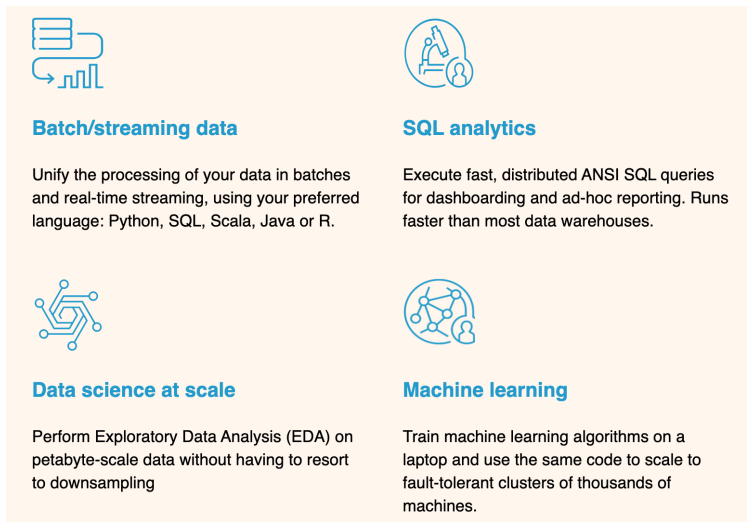 Batch/streaming data
Unify the processing of your data in batches
and real-time streaming, using your preferred
language: Python, SQL, Scala, Java or R.
SQL analytics
Execute fast, distributed ANSI SQL queries
for dashboarding and ad-hoc reporting. Runs
faster than most data warehouses.
Data science at scale
Perform Exploratory Data Analysis (EDA) on
petabyte-scale data without having to resort
to downsampling
Machine learning
Train machine learning algorithms on a
laptop and use the same code to scale to
fault-tolerant clusters of thousands of
machines.